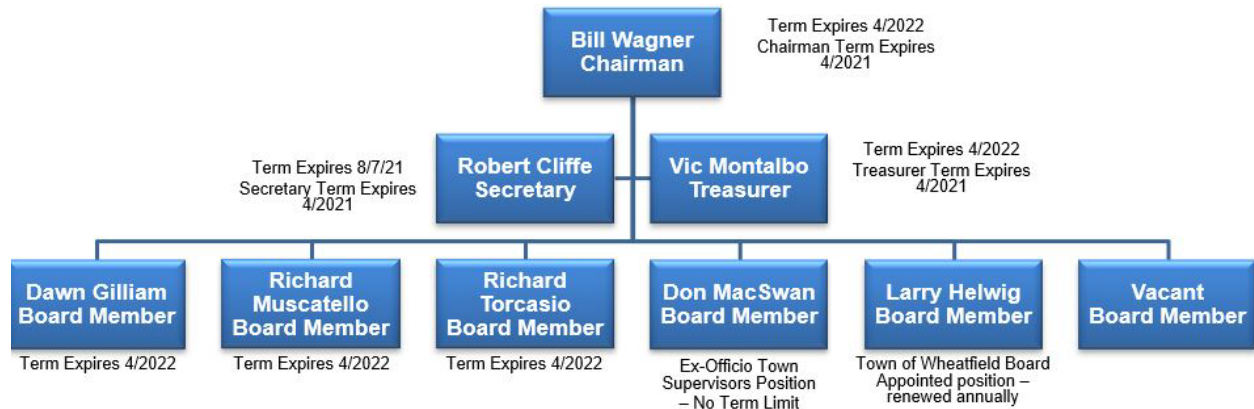 Bill Wagner
Chairman
Term Expires 4/2022
Chairman Term Expires
4/2021
Term Expires 8/7/21
Secretary Term Expires
4/2021
Robert Cliffe
Secretary
Vic Montalbo
Treasurer
Term Expires 4/2022
Treasurer Term Expires
4/2021
Dawn Gilliam
Board Member
Term Expires 4/2022
Richard
Muscatello
Board Member
Term Expires 4/2022
Richard
Torcasio
Board Member
Term Expires 4/2022
Don MacSwan
Board Member
Ex-Officio Town
Supervisors Position
– No Term Limit
Larry Helwig
Board Member
Town of Wheatfield Board
Appointed position –
renewed annually
Vacant
Board Member